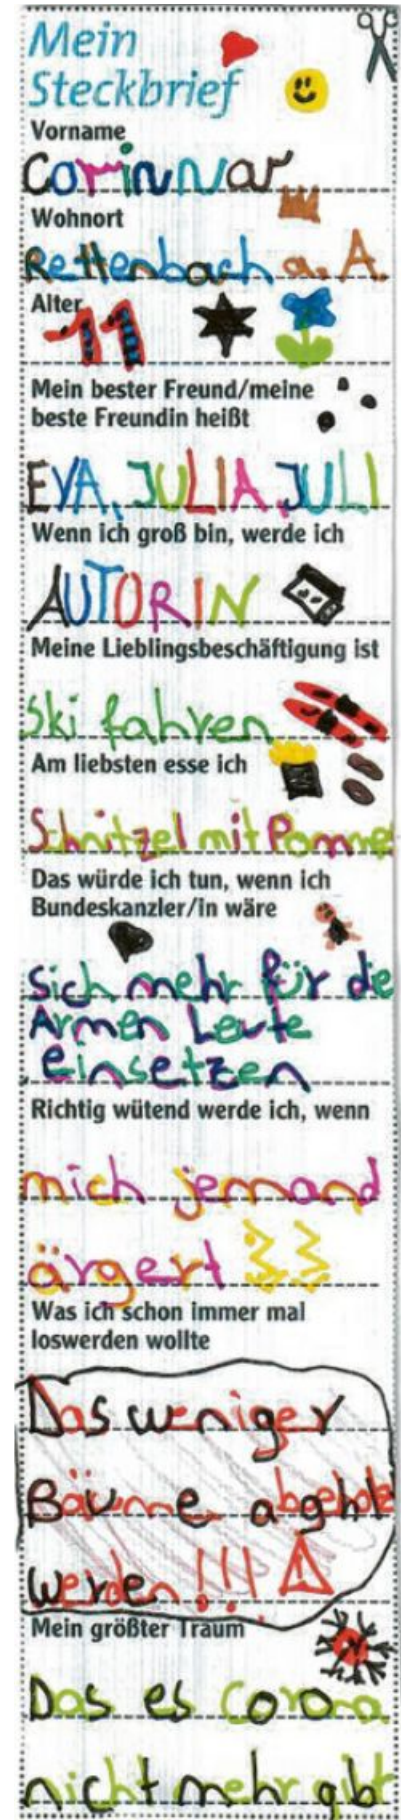 Mein
Steckbrief
Vorname
Corinnar
Wohnort
Rettenbach a. A.
Alter
11
Mein bester Freund/meine
beste Freundin heißt
EVA, JULIA, JULI
Wenn ich groß bin, werde ich
AUTORIN
Meine Lieblingsbeschäftigung ist
Ski fahren
Am liebsten esse ich
Schnitzel mit Pomme
Das würde ich tun, wenn ich
Bundeskanzler/in wäre
sich mehr für die
Armen Leute
einsetzen
Richtig wütend werde ich, wenn
mich jemand
ärgert
Was ich schon immer mal
loswerden wollte
Das weniger
Bäume abgeholz
werden !!!
Mein größter Traum
Das es Corona
nicht mehr gibt